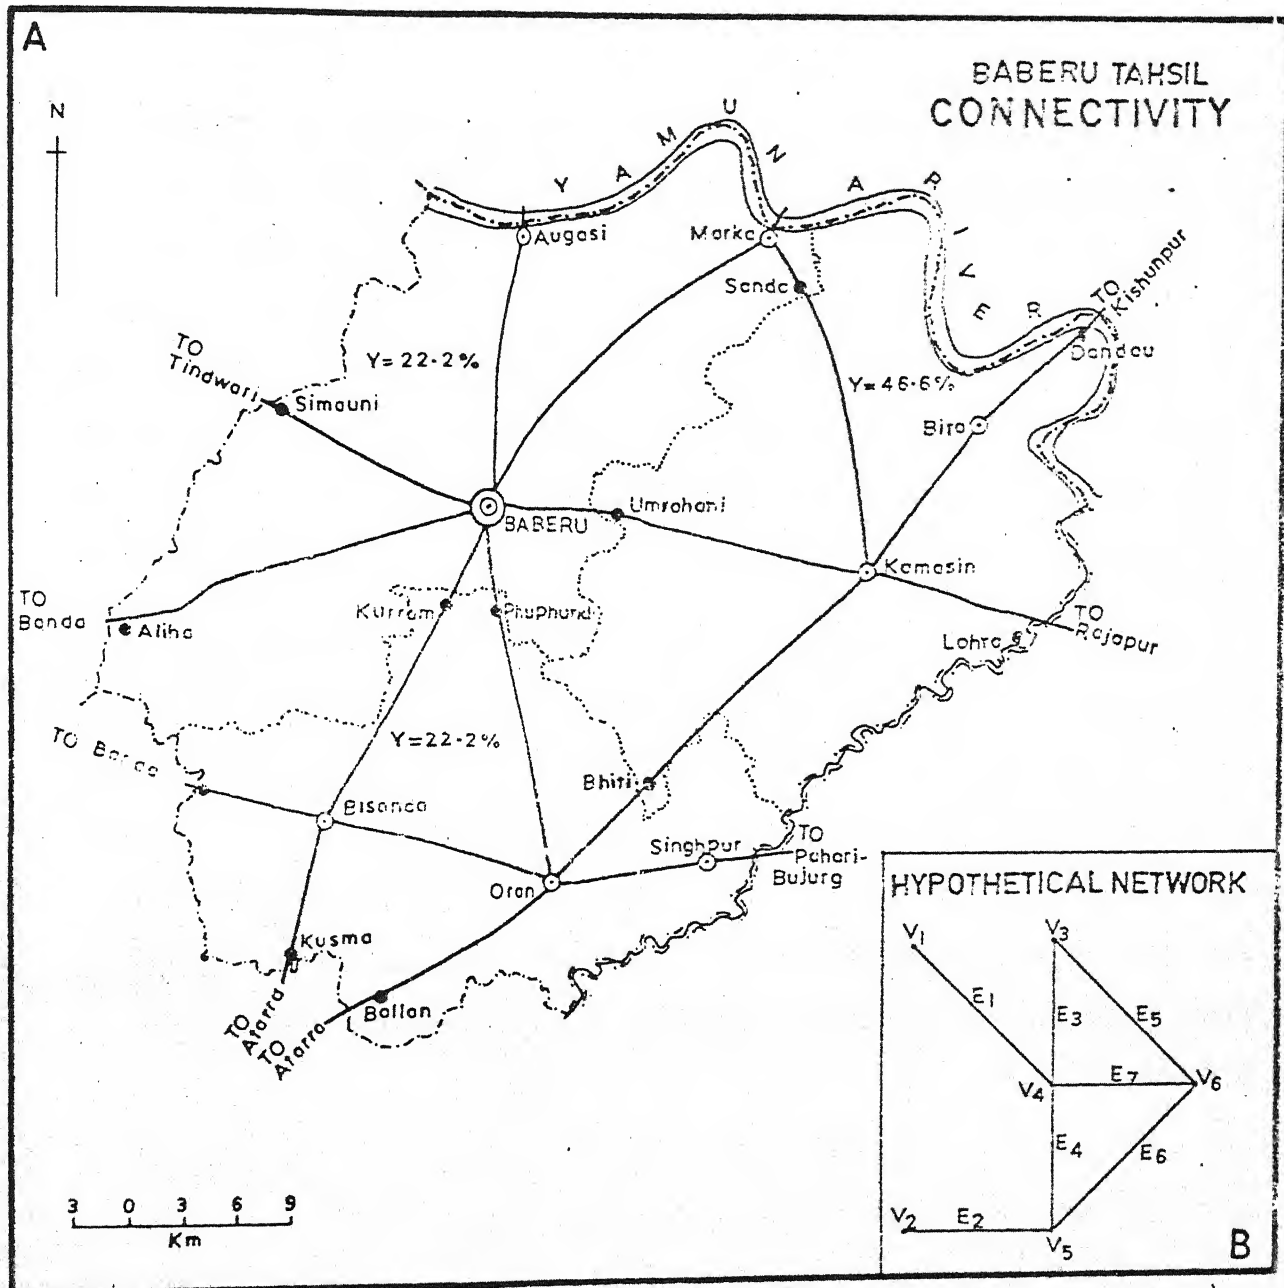 A
BABERU TAHSIL
CONNECTIVITY
N
YAMUNA RIVER
Augasi
Marka
Sanda
TO
Kishunpur
Dandau
TO
Tindwari
Simauni
Y=22·2%
Y=46·6%
Bira
BABERU
Umrahani
Kamasin
TO
Banda
Aliha
Kurram
Phuphundi
TO
Rajapur
Lohra
TO Banda
Y=22·2%
Bisanda
Bhiti
Singhpur
TO
Pahari-
Bujurg
Oran
Kusma
TO
Atarra
TO
Atarra
Ballan
3 0 3 6 9
Km
HYPOTHETICAL NETWORK
V1
V3
E1
E3
E5
V4
E7
V6
E4
E6
V2
E2
V5
B